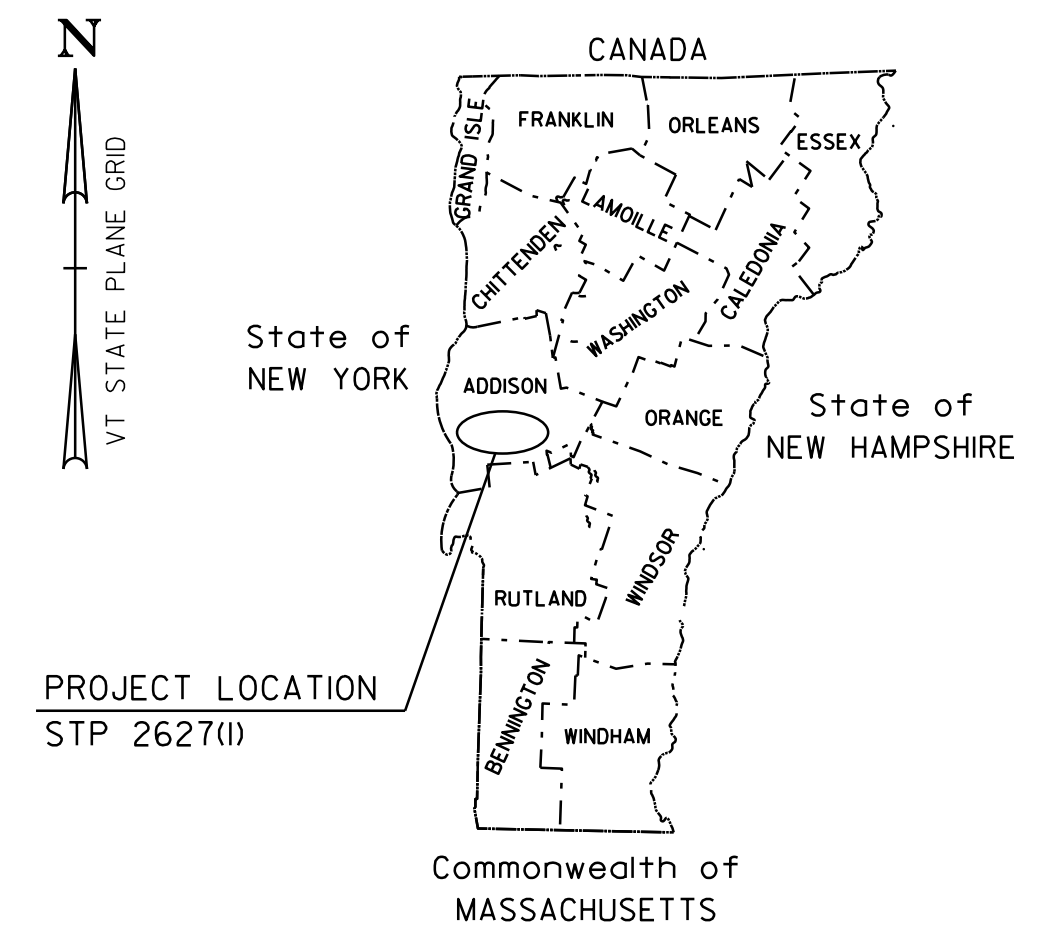 N
VT STATE PLANE GRID
CANADA
GRAND ISLE
FRANKLIN
ORLEANS
ESSEX
LAMOILLE
CHITTENDEN
CALEDONIA
WASHINGTON
State of
NEW YORK
ADDISON
ORANGE
State of
NEW HAMPSHIRE
WINDSOR
RUTLAND
PROJECT LOCATION
STP 2627(1)
BENNINGTON
WINDHAM
Commonwealth of
MASSACHUSETTS